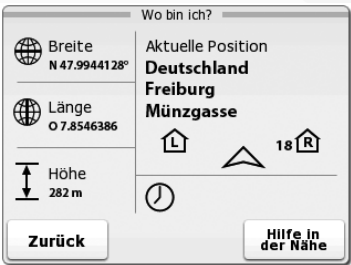 Wo bin ich?
Breite
N 47.9944128°
Länge
O 7.8546386
Höhe
282 m
Aktuelle Position
Deutschland
Freiburg
Münzgasse
L
18 R
Zurück
Hilfe in
der Nähe